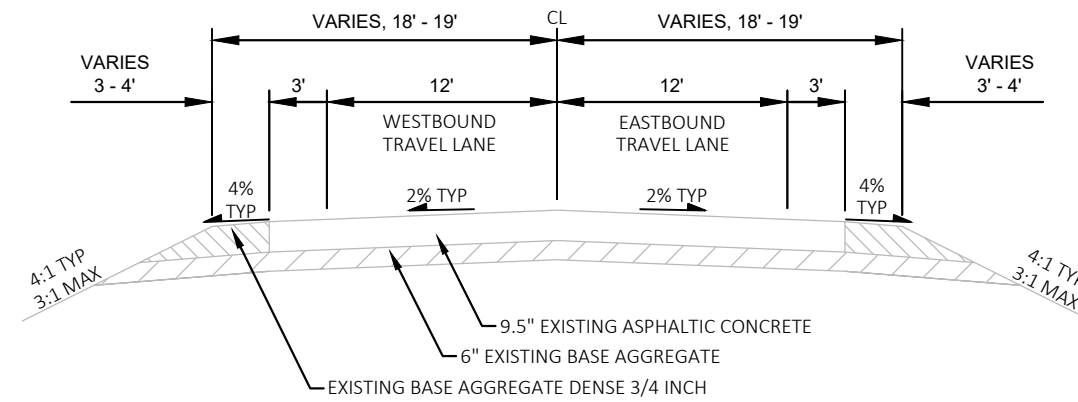 VARIES, 18' - 19'
CL
VARIES, 18' - 19'
VARIES
3 - 4'
VARIES
3' - 4'
3'
12'
12'
3'
WESTBOUND
TRAVEL LANE
EASTBOUND
TRAVEL LANE
4%
TYP
2% TYP
2% TYP
4%
TYP
4:1 TYP
3:1 MAX
4:1 TYP
3:1 MAX
9.5" EXISTING ASPHALTIC CONCRETE
6" EXISTING BASE AGGREGATE
EXISTING BASE AGGREGATE DENSE 3/4 INCH